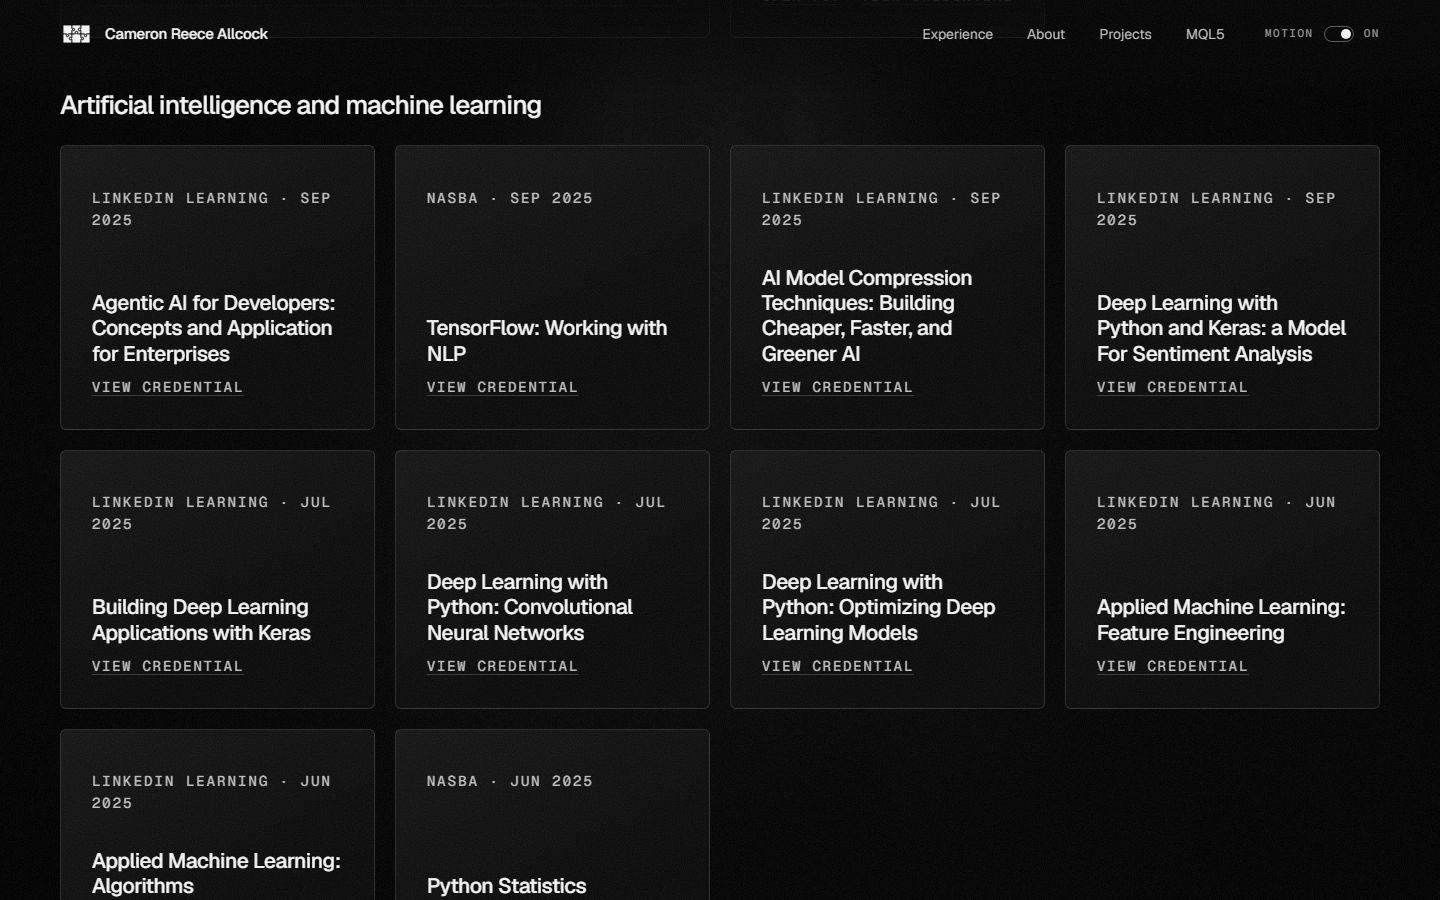 Cameron Reece Allcock
Experience
About
Projects
MQL5
MOTION
ON
Artificial intelligence and machine learning
LINKEDIN LEARNING · SEP
2025
Agentic AI for Developers:
Concepts and Application
for Enterprises
VIEW CREDENTIAL
NASBA · SEP 2025
TensorFlow: Working with
NLP
VIEW CREDENTIAL
LINKEDIN LEARNING · SEP
2025
AI Model Compression
Techniques: Building
Cheaper, Faster, and
Greener AI
VIEW CREDENTIAL
LINKEDIN LEARNING · SEP
2025
Deep Learning with
Python and Keras: a Model
For Sentiment Analysis
VIEW CREDENTIAL
LINKEDIN LEARNING · JUL
2025
Building Deep Learning
Applications with Keras
VIEW CREDENTIAL
LINKEDIN LEARNING · JUL
2025
Deep Learning with
Python: Convolutional
Neural Networks
VIEW CREDENTIAL
LINKEDIN LEARNING · JUL
2025
Deep Learning with
Python: Optimizing Deep
Learning Models
VIEW CREDENTIAL
LINKEDIN LEARNING · JUN
2025
Applied Machine Learning:
Feature Engineering
VIEW CREDENTIAL
LINKEDIN LEARNING · JUN
2025
Applied Machine Learning:
Algorithms
NASBA · JUN 2025
Python Statistics